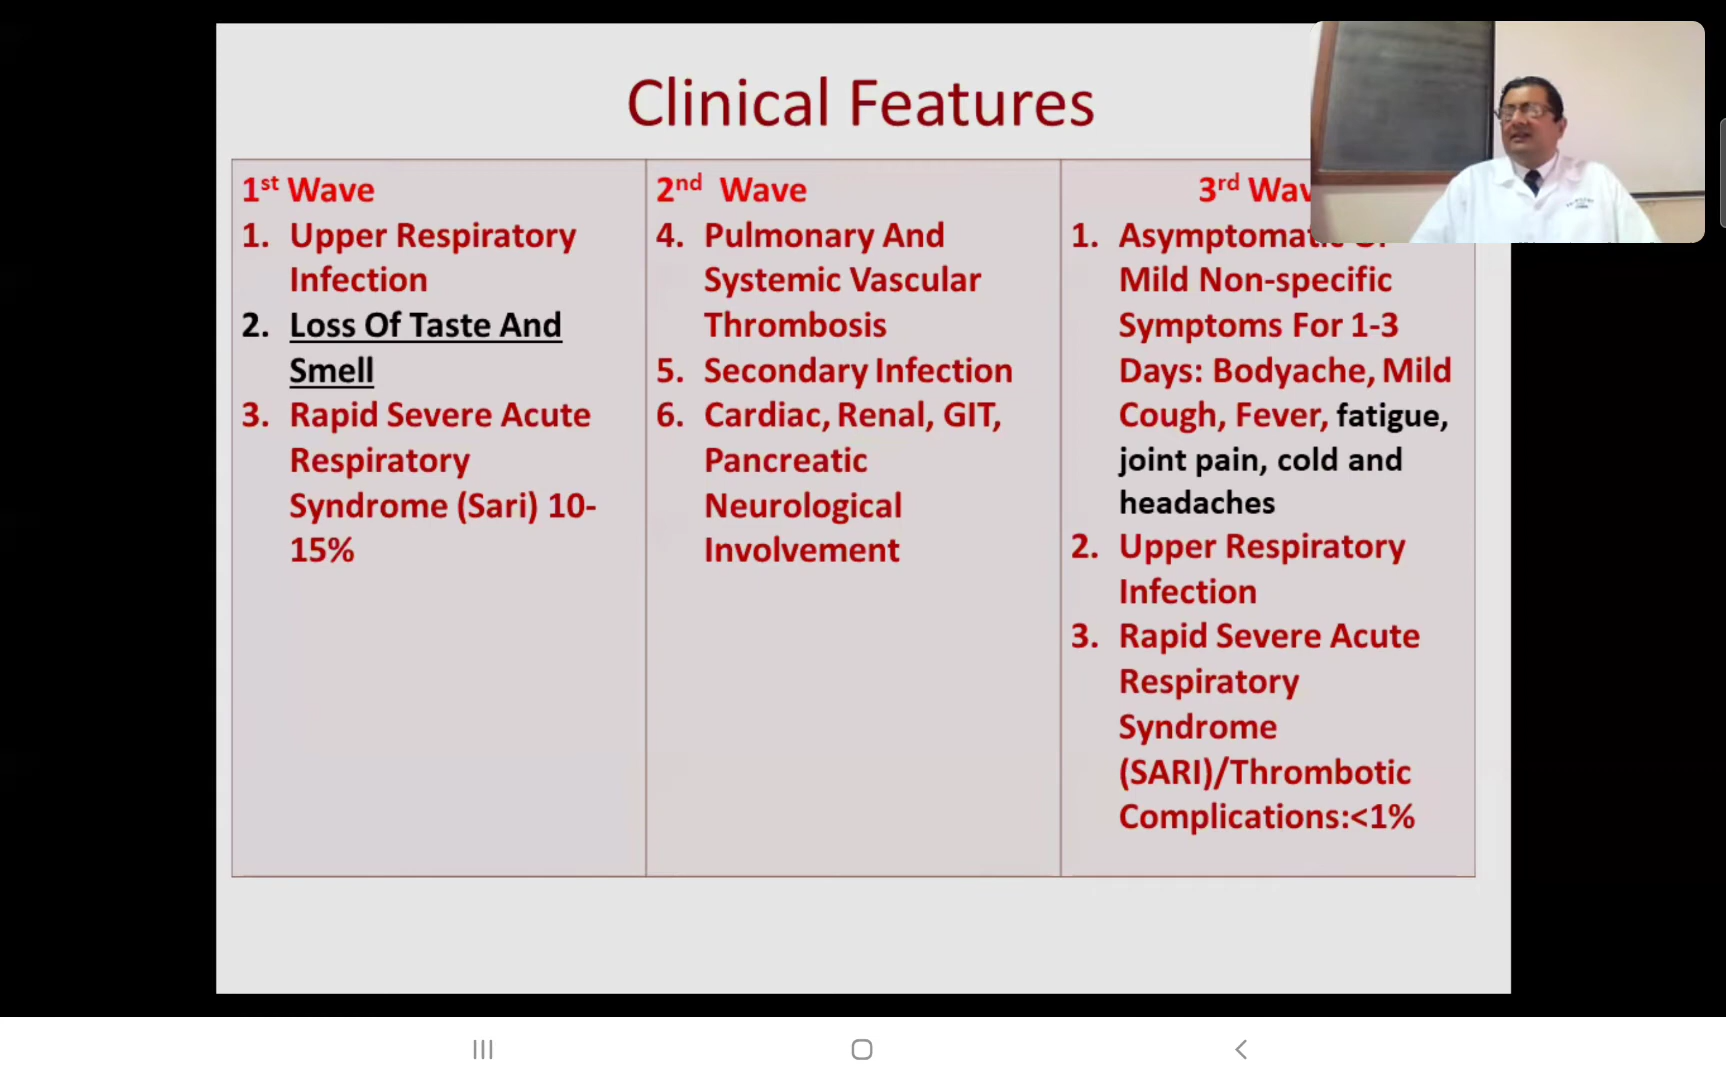 Clinical Features
1st Wave
1. Upper Respiratory
Infection
2. Loss Of Taste And
Smell
3. Rapid Severe Acute
Respiratory
Syndrome (Sari) 10-
15%
2nd Wave
4. Pulmonary And
Systemic Vascular
Thrombosis
5. Secondary Infection
6. Cardiac, Renal, GIT,
Pancreatic
Neurological
Involvement
3rd Wav
1. Asymptomat
Mild Non-specific
Symptoms For 1-3
Days: Bodyache, Mild
Cough, Fever, fatigue,
joint pain, cold and
headaches
2. Upper Respiratory
Infection
3. Rapid Severe Acute
Respiratory
Syndrome
(SARI)/Thrombotic
Complications:<1%